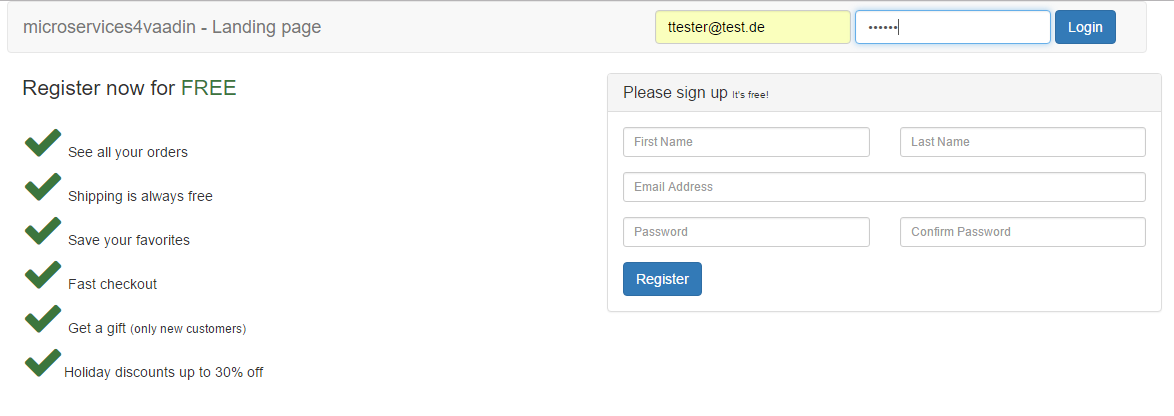 microservices4vaadin - Landing page
ttester@test.de
••••••
Login
Register now for FREE
See all your orders
Shipping is always free
Save your favorites
Fast checkout
Get a gift (only new customers)
Holiday discounts up to 30% off
Please sign up It's free!
First Name
Last Name
Email Address
Password
Confirm Password
Register